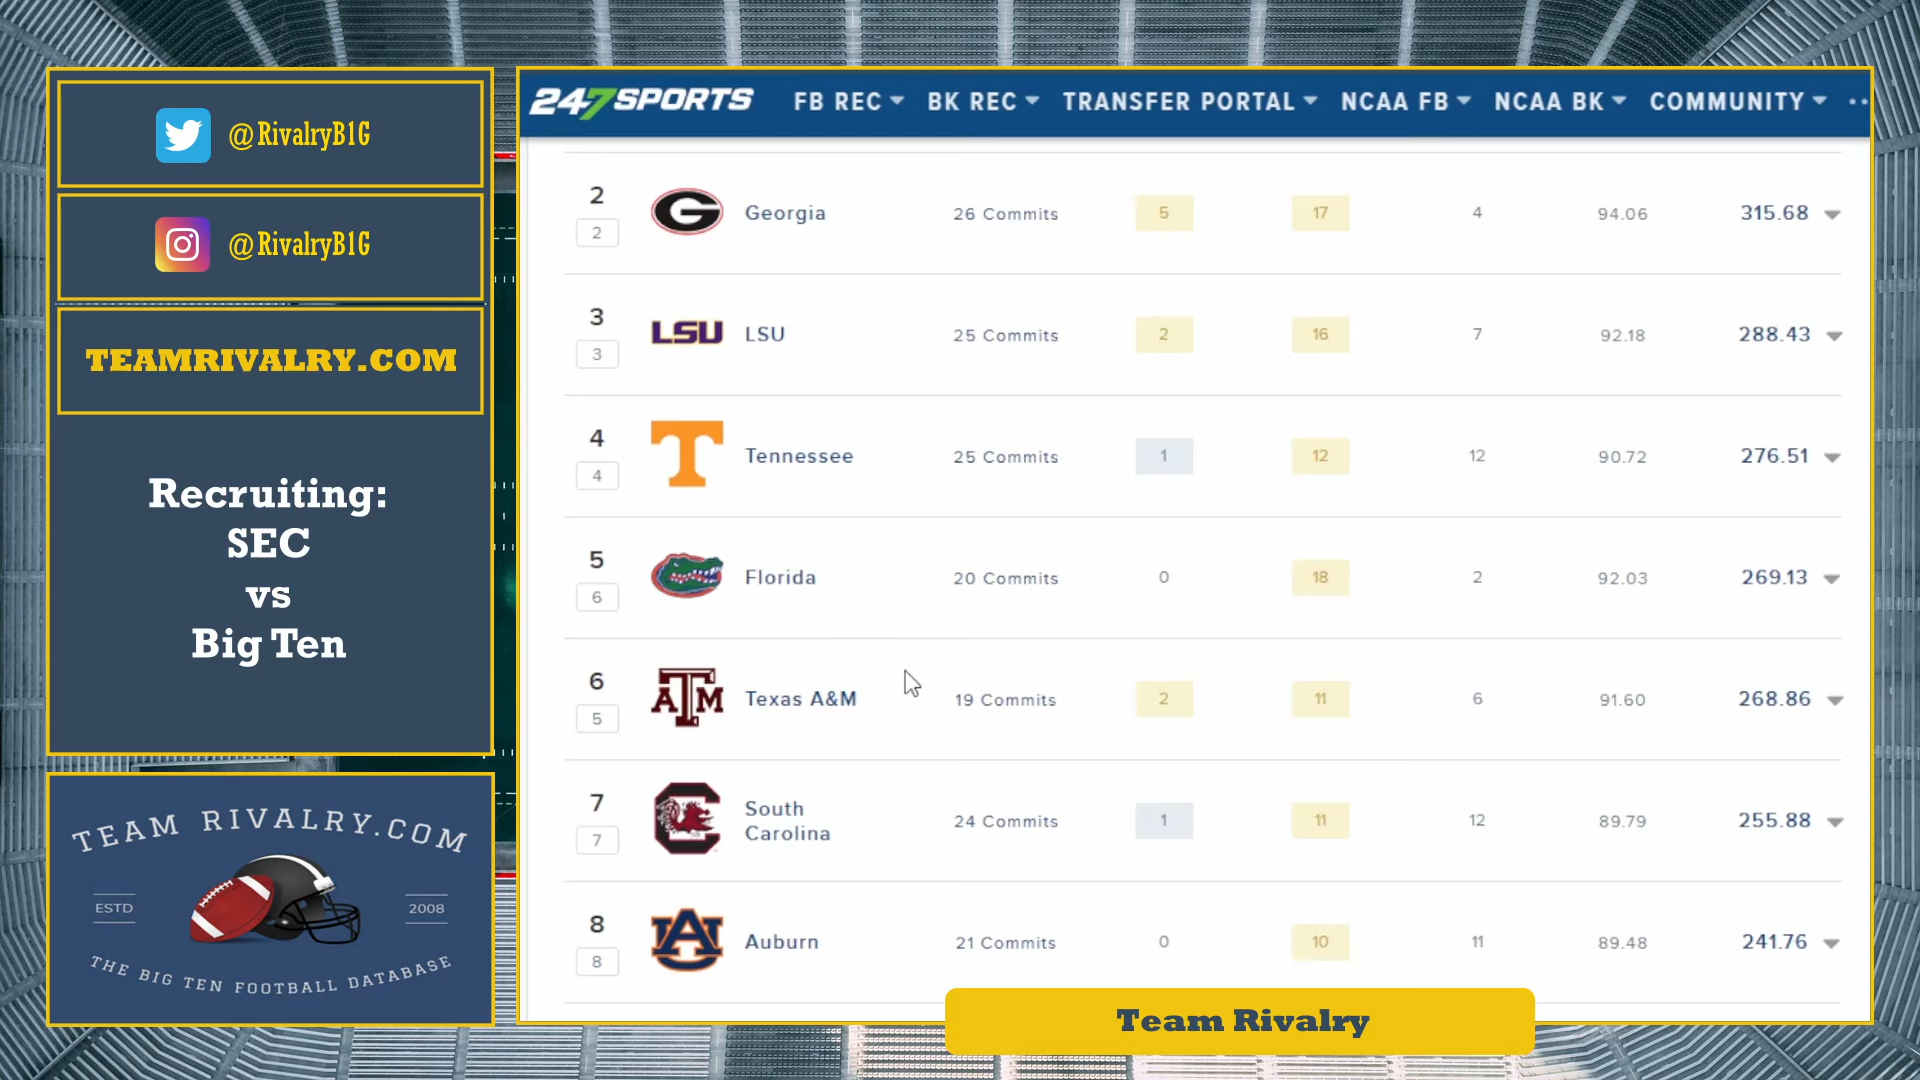 @RivalryB1G
@RivalryB1G
TEAMRIVALRY.COM
Recruiting:
SEC
vs
Big Ten
TEAM RIVALRY.COM
ESTD 2008
THE BIG TEN FOOTBALL DATABASE
247SPORTS FB REC BK REC TRANSFER PORTAL NCAA FB NCAA BK COMMUNITY
2 2 G Georgia 26 Commits 5 17 4 94.06 315.68
3 3 LSU LSU 25 Commits 2 16 7 92.18 288.43
4 4 T Tennessee 25 Commits 1 12 12 90.72 276.51
5 6 Florida 20 Commits 0 18 2 92.03 269.13
6 5 ATM Texas A&M 19 Commits 2 11 6 91.60 268.86
7 7 C South Carolina 24 Commits 1 11 12 89.79 255.88
8 8 AU Auburn 21 Commits 0 10 11 89.48 241.76
Team Rivalry